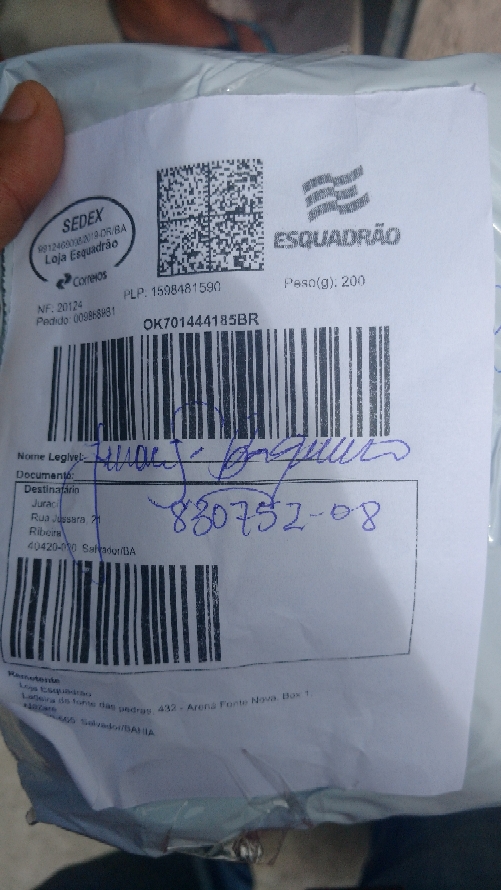 SEDEX
Loja Esquadrão
Correios
ESQUADRÃO
PLP: 1598481590
Peso(g): 200
NF: 20124
Pedido:
OK701444185BR
Nome Legível:
Documento:
830752-08
Destinatário
Juraci
Rua Jussara, 21
Ribeira
Salvador/BA
Remetente
Loja Esquadrão
Ladeira da fonte das pedras, 432 - Arena Fonte Nova, Box 1
Nazaré
Salvador/BAHIA